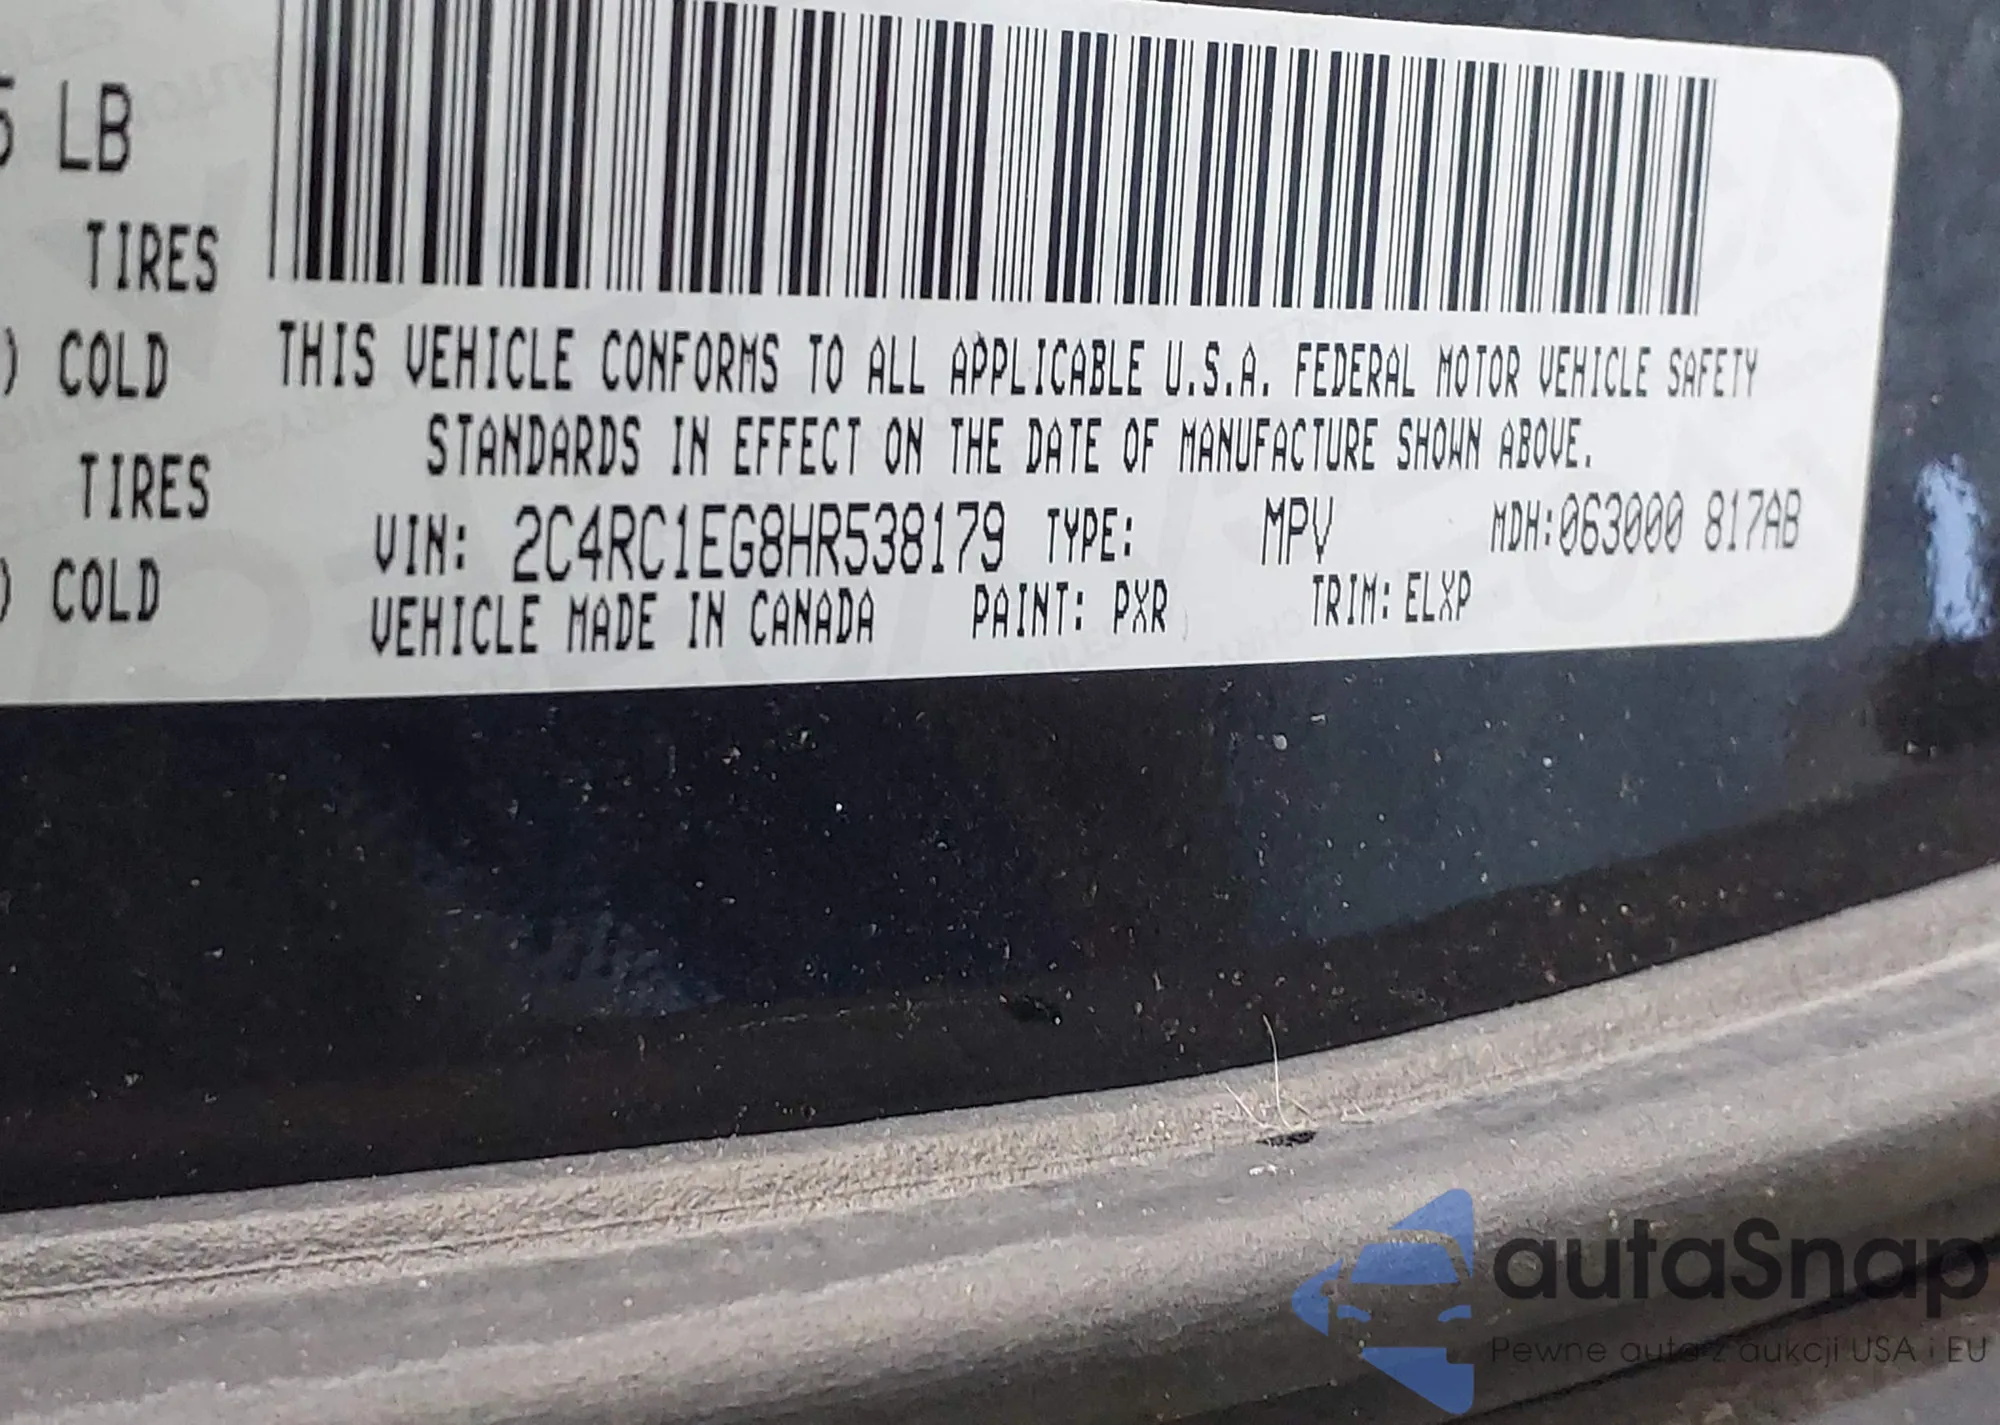 5 LB
TIRES
) COLD
TIRES
) COLD
THIS VEHICLE CONFORMS TO ALL APPLICABLE U.S.A. FEDERAL MOTOR VEHICLE SAFETY
STANDARDS IN EFFECT ON THE DATE OF MANUFACTURE SHOWN ABOVE.
VIN: 2C4RC1EG8HR538179 TYPE: MPV MDH:063000 817AB
VEHICLE MADE IN CANADA PAINT: PXR TRIM: ELXP
autaSnap
Pewne auta z aukcji USA i EU